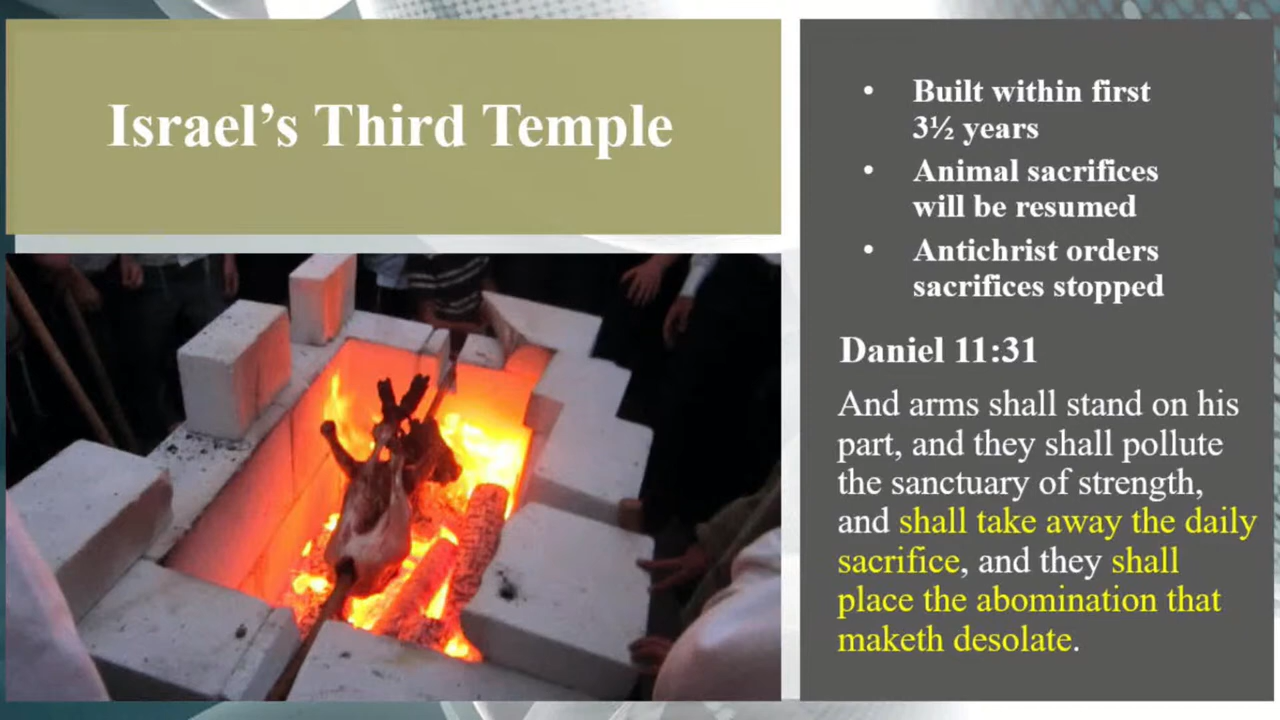 Israel’s Third Temple
• Built within first
3½ years
• Animal sacrifices
will be resumed
• Antichrist orders
sacrifices stopped
Daniel 11:31
And arms shall stand on his
part, and they shall pollute
the sanctuary of strength,
and shall take away the daily
sacrifice, and they shall
place the abomination that
maketh desolate.